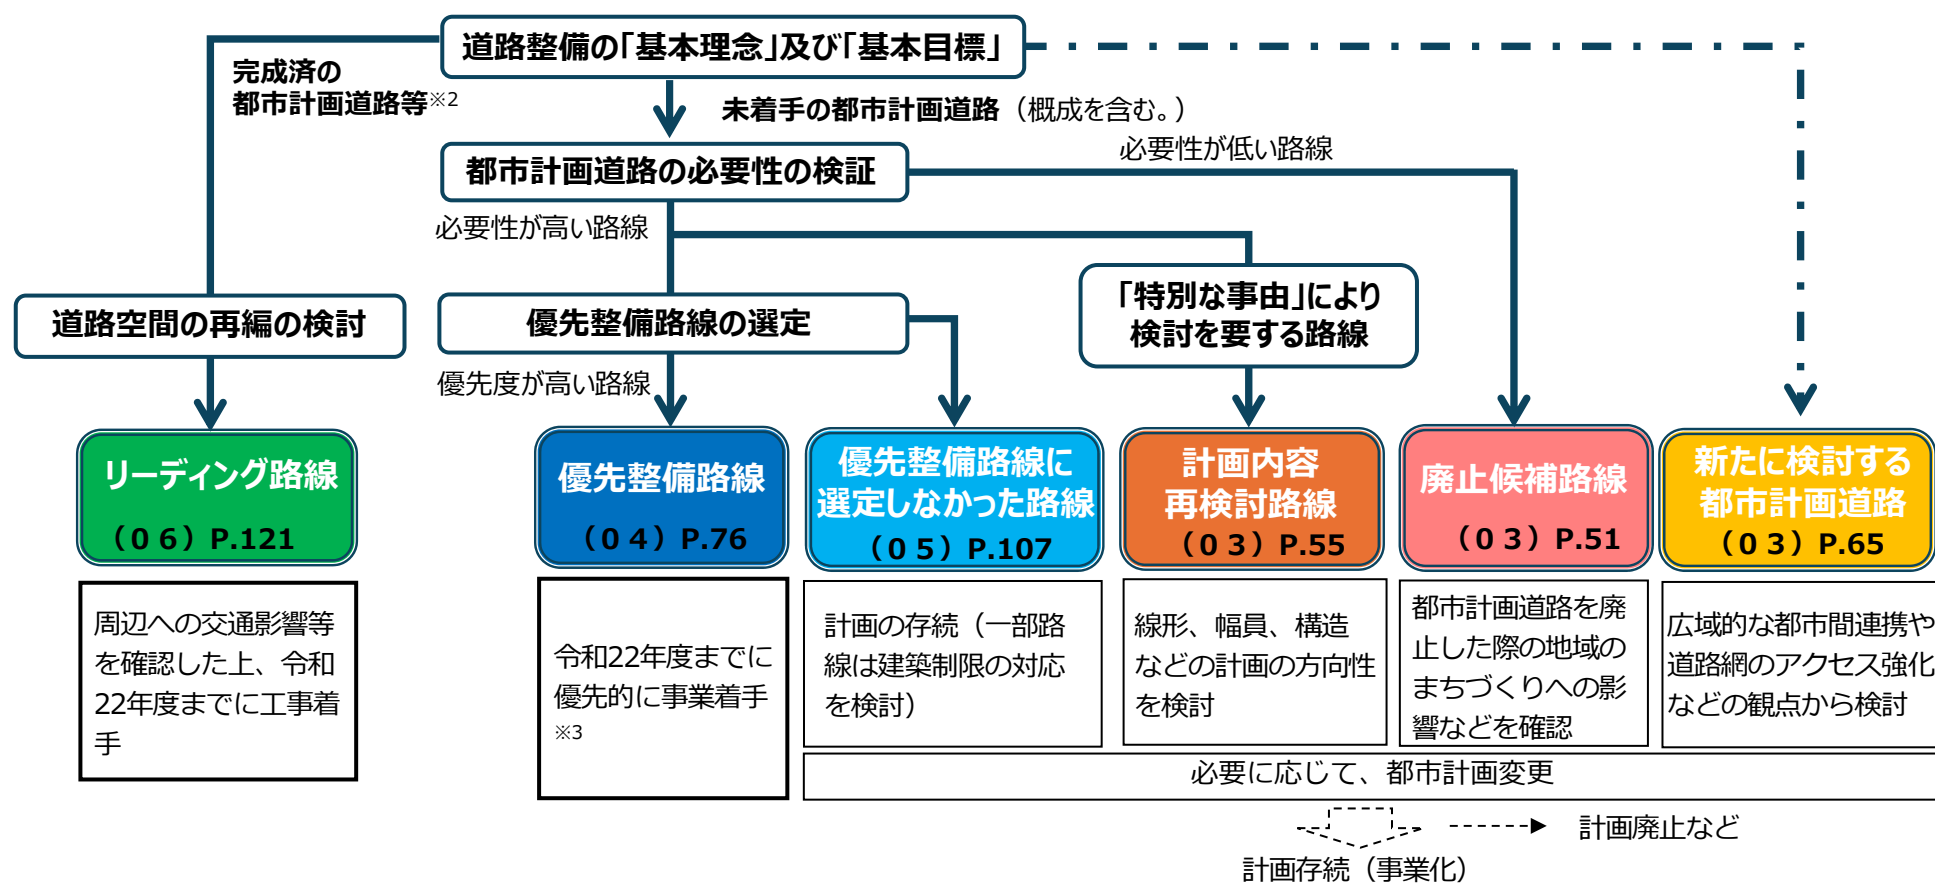 道路整備の「基本理念」及び「基本目標」
完成済の
都市計画道路等※2
未着手の都市計画道路（概成を含む。）
都市計画道路の必要性の検証
必要性が低い路線
必要性が高い路線
道路空間の再編の検討
優先整備路線の選定
「特別な事由」により
検討を要する路線
優先度が高い路線
リーディング路線
（０６）P.121
優先整備路線
（０４）P.76
優先整備路線に
選定しなかった路線
（０５）P.107
計画内容
再検討路線
（０３）P.55
廃止候補路線
（０３）P.51
新たに検討する
都市計画道路
（０３）P.65
周辺への交通影響等
を確認した上、令和
22年度までに工事着
手
令和22年度までに
優先的に事業着手
※3
計画の存続（一部路
線は建築制限の対応
を検討）
線形、幅員、構造
などの計画の方向性
を検討
都市計画道路を廃
止した際の地域の
まちづくりへの影
響などを確認
広域的な都市間連携や
道路網のアクセス強化
などの観点から検討
必要に応じて、都市計画変更
計画廃止など
計画存続（事業化）